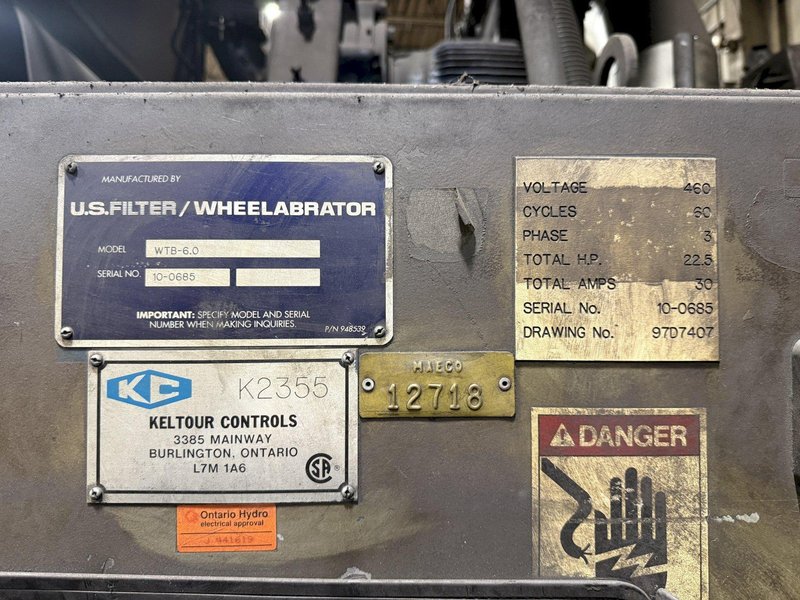 MANUFACTURED BY
U.S.FILTER/WHEELABRATOR
MODEL WTB-6.0
SERIAL NO. 10-0685
IMPORTANT: SPECIFY MODEL AND SERIAL
NUMBER WHEN MAKING INQUIRIES.
P/N 948539
VOLTAGE 460
CYCLES 60
PHASE 3
TOTAL H.P. 22.5
TOTAL AMPS 30
SERIAL No. 10-0685
DRAWING No. 97D7407
KC K2355
KELTOUR CONTROLS
3385 MAINWAY
BURLINGTON, ONTARIO
L7M 1A6
SA ®
MAECO
12718
Ontario Hydro
electrical approval
J 441619
DANGER